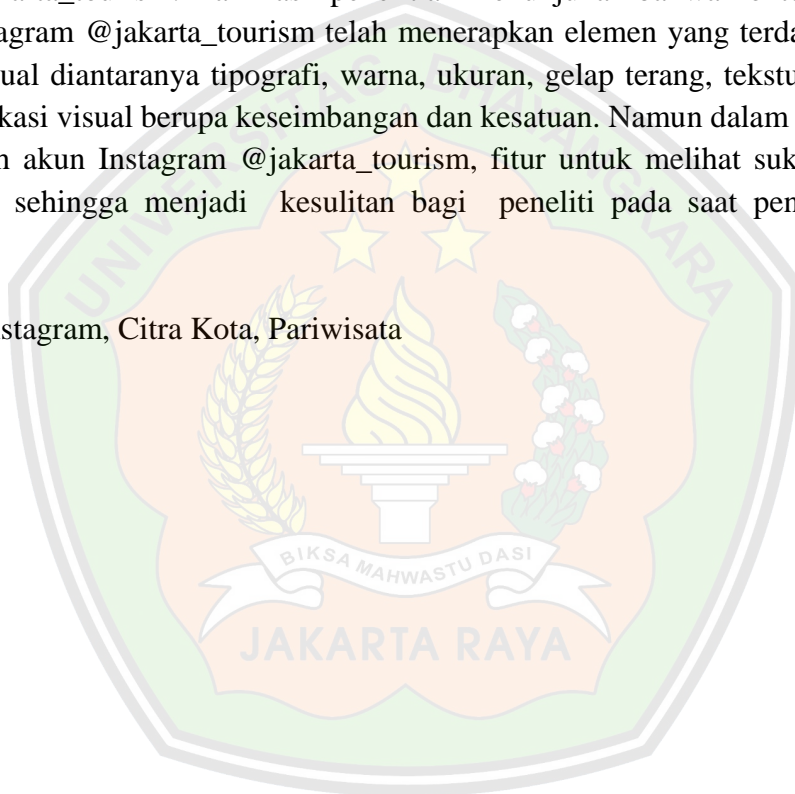 agram @jakarta_tourism telah menerapkan elemen yang terda
ual diantaranya tipografi, warna, ukuran, gelap terang, tekstu
kasi visual berupa keseimbangan dan kesatuan. Namun dalam
akun Instagram @jakarta_tourism, fitur untuk melihat suk
sehingga menjadi kesulitan bagi peneliti pada saat pen
stagram, Citra Kota, Pariwisata
UNIVERSITAS BHAYANGKARA
BIKSA MAHWASTU DASI
JAKARTA RAYA